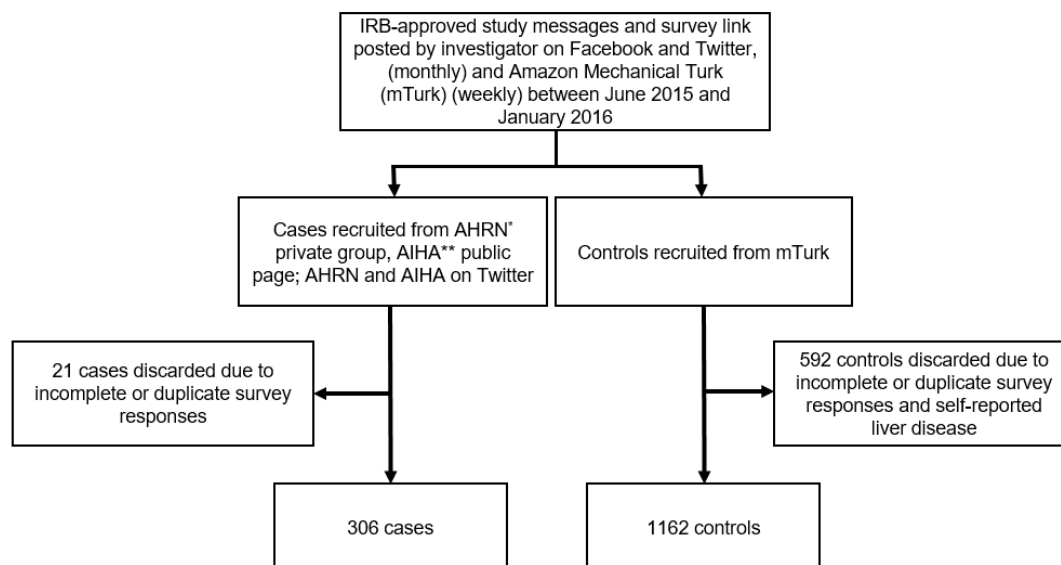 IRB-approved study messages and survey link
posted by investigator on Facebook and Twitter,
(monthly) and Amazon Mechanical Turk
(mTurk) (weekly) between June 2015 and
January 2016
Cases recruited from AHRN*
private group, AIHA** public
page; AHRN and AIHA on Twitter
Controls recruited from mTurk
21 cases discarded due to
incomplete or duplicate survey
responses
592 controls discarded due to
incomplete or duplicate survey
responses and self-reported
liver disease
306 cases
1162 controls